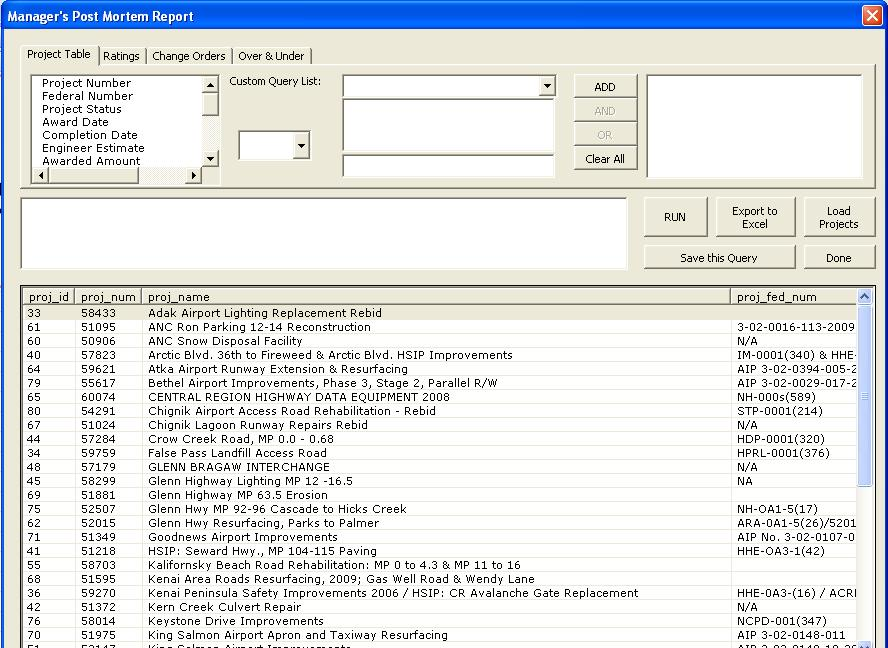 Manager's Post Mortem Report
Project Table Ratings Change Orders Over & Under
Project Number
Federal Number
Project Status
Award Date
Completion Date
Engineer Estimate
Awarded Amount
Custom Query List:
ADD
AND
OR
Clear All
RUN
Export to Excel
Load Projects
Save this Query
Done
proj_id proj_num proj_name proj_fed_num
33 58433 Adak Airport Lighting Replacement Rebid
61 51095 ANC Ron Parking 12-14 Reconstruction 3-02-0016-113-2009
60 50906 ANC Snow Disposal Facility N/A
40 57823 Arctic Blvd. 36th to Fireweed & Arctic Blvd. HSIP Improvements IM-0001(340) & HHE-
64 59621 Atka Airport Runway Extension & Resurfacing AIP 3-02-0394-005-2
79 55617 Bethel Airport Improvements, Phase 3, Stage 2, Parallel R/W AIP 3-02-0029-017-2
65 60074 CENTRAL REGION HIGHWAY DATA EQUIPMENT 2008 NH-000s(589)
80 54291 Chignik Airport Access Road Rehabilitation - Rebid STP-0001(214)
67 51024 Chignik Lagoon Runway Repairs Rebid N/A
44 57284 Crow Creek Road, MP 0.0 - 0.68 HDP-0001(320)
34 59759 False Pass Landfill Access Road HPRL-0001(376)
48 57179 GLENN BRAGAW INTERCHANGE N/A
45 58299 Glenn Highway Lighting MP 12 -16.5 NA
69 51881 Glenn Highway MP 63.5 Erosion
75 52507 Glenn Hwy MP 92-96 Cascade to Hicks Creek NH-OA1-5(17)
62 52015 Glenn Hwy Resurfacing, Parks to Palmer ARA-0A1-5(26)/5201
71 51349 Goodnews Airport Improvements AIP No. 3-02-0107-0
41 51218 HSIP: Seward Hwy., MP 104-115 Paving HHE-OA3-1(42)
55 58703 Kalifornsky Beach Road Rehabilitation: MP 0 to 4.3 & MP 11 to 16
68 51595 Kenai Area Roads Resurfacing, 2009; Gas Well Road & Wendy Lane
36 59270 Kenai Peninsula Safety Improvements 2006 / HSIP: CR Avalanche Gate Replacement HHE-0A3-(16) / ACRI
42 51372 Kern Creek Culvert Repair N/A
76 58014 Keystone Drive Improvements NCPD-001(347)
70 51975 King Salmon Airport Apron and Taxiway Resurfacing AIP 3-02-0148-011